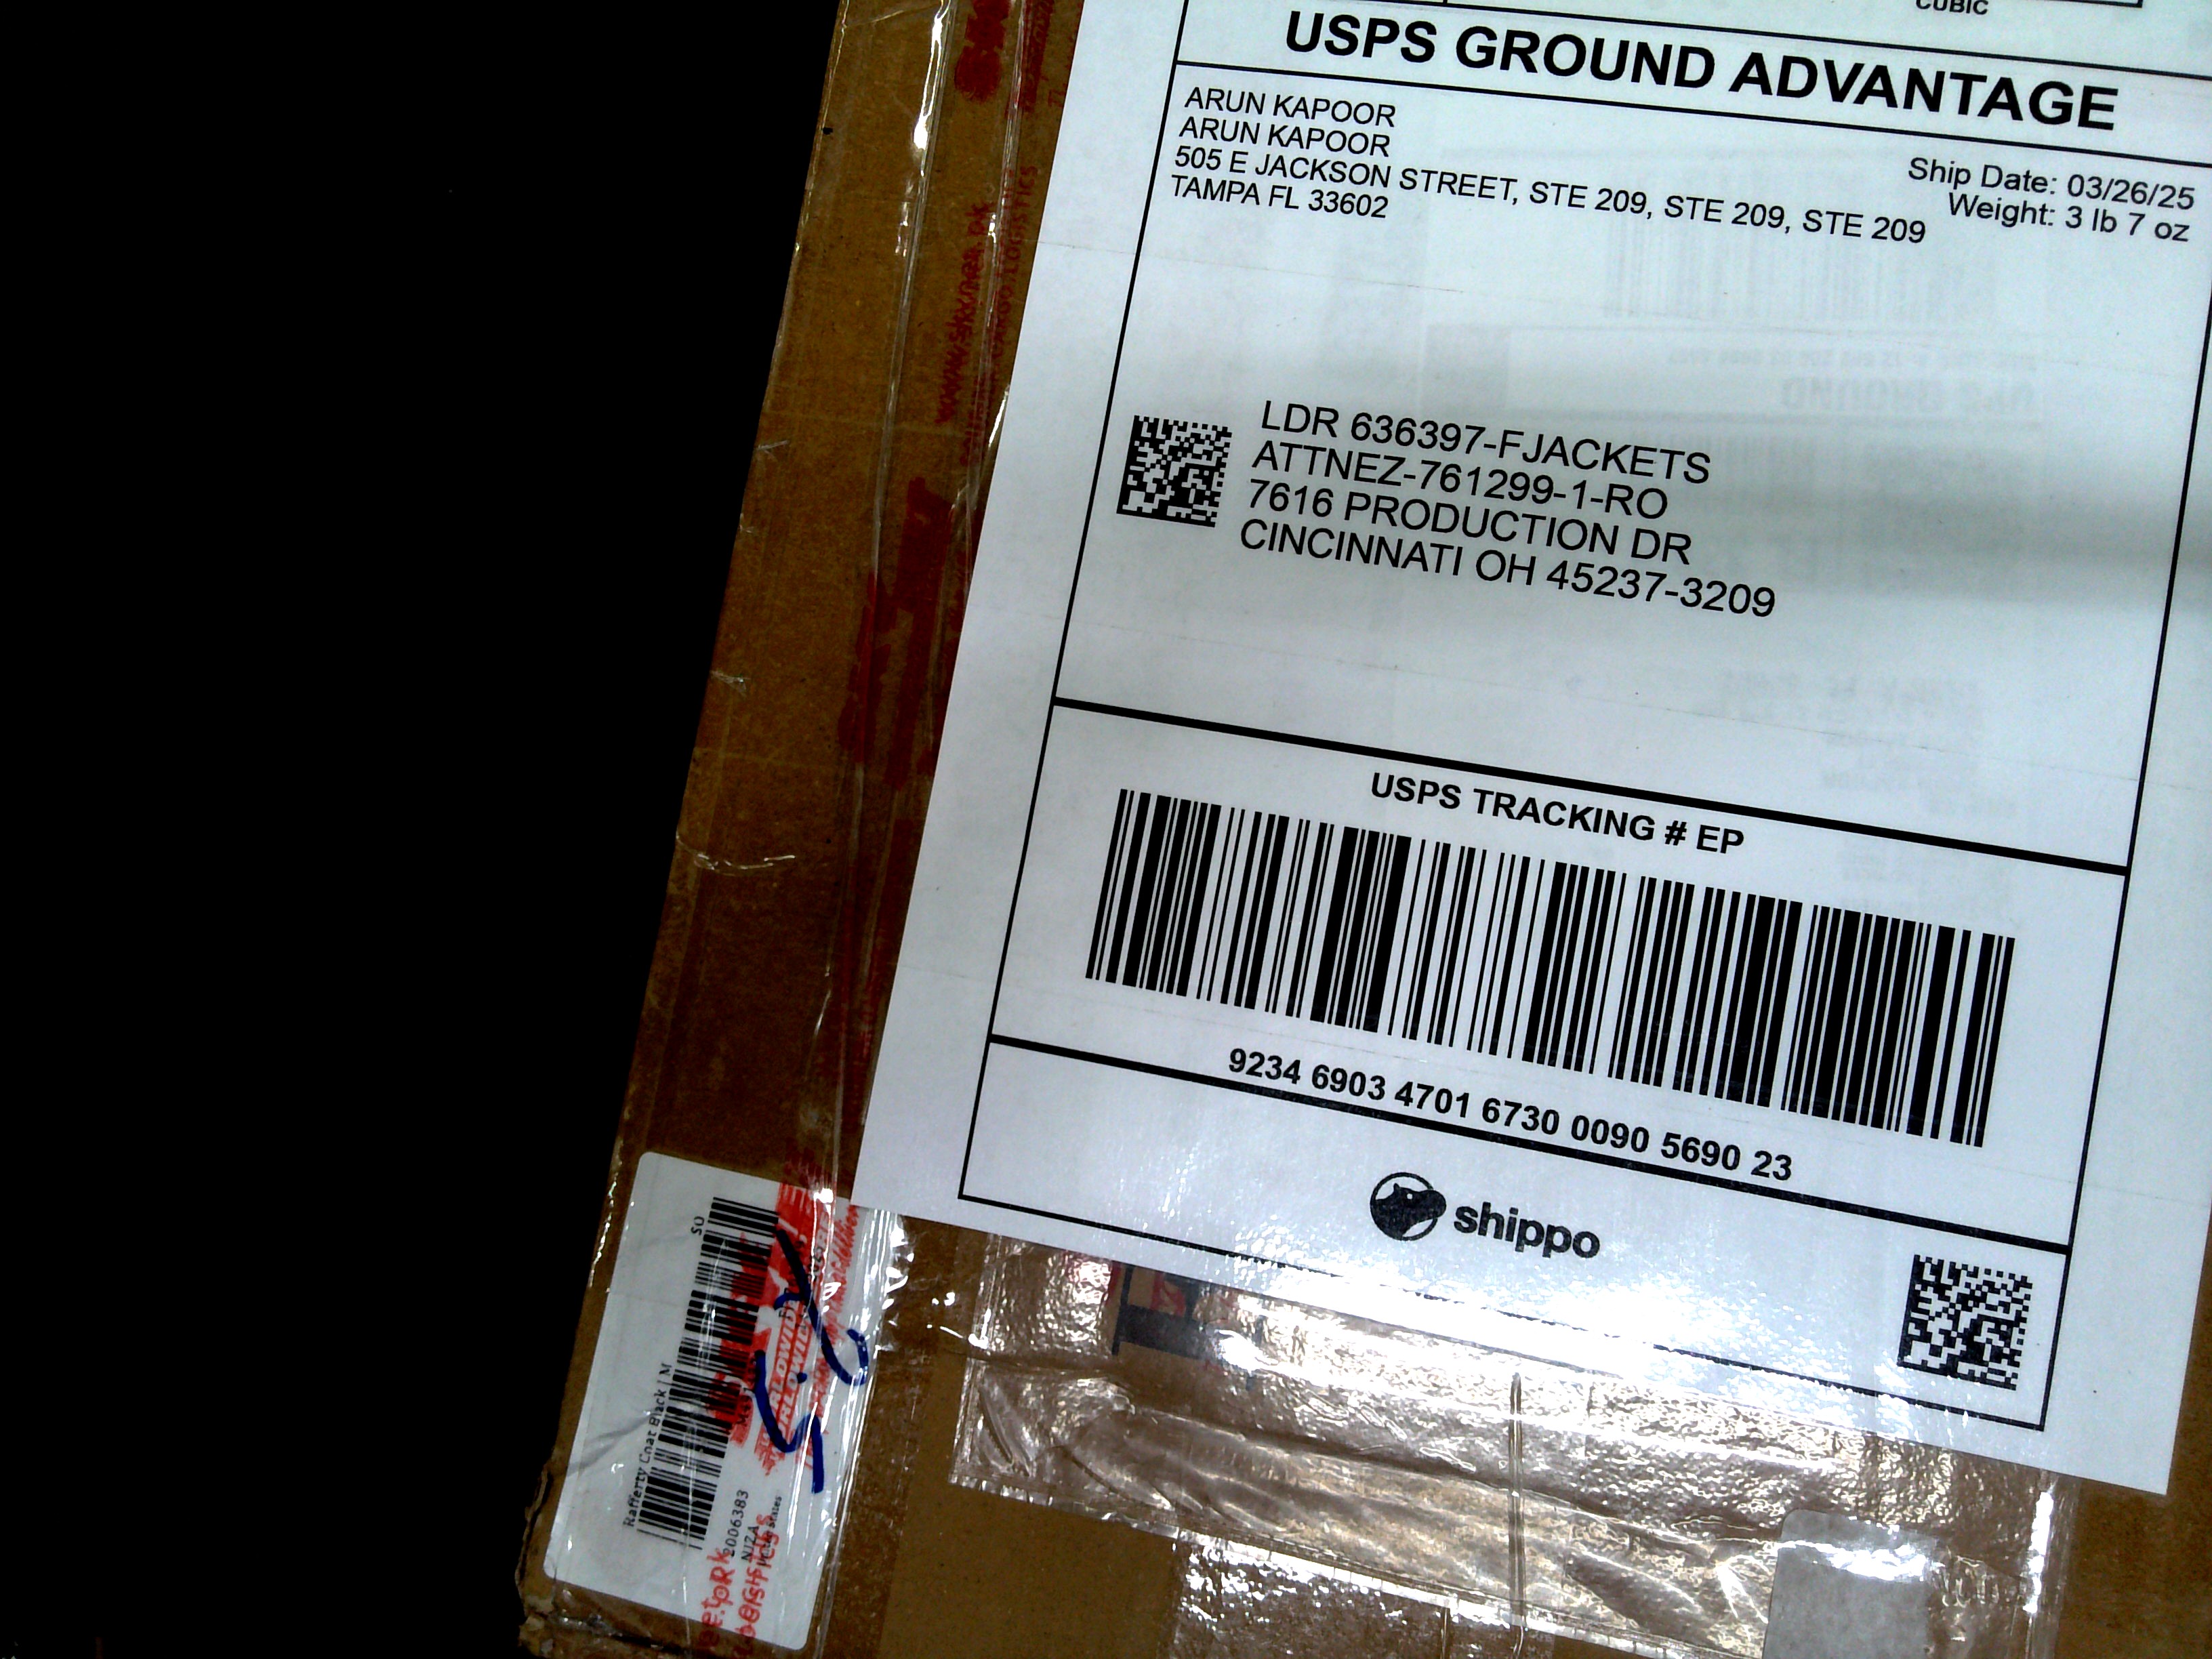 CUBIC
USPS GROUND ADVANTAGE
ARUN KAPOOR
ARUN KAPOOR
505 E JACKSON STREET, STE 209, STE 209, STE 209
TAMPA FL 33602
Ship Date: 03/26/25
Weight: 3 lb 7 oz
LDR 636397-FJACKETS
ATTNEZ-761299-1-RO
7616 PRODUCTION DR
CINCINNATI OH 45237-3209
USPS TRACKING # EP
9234 6903 4701 6730 0090 5690 23
shippo
SO
Rafferty Coat Black | M
2006383
NIZA